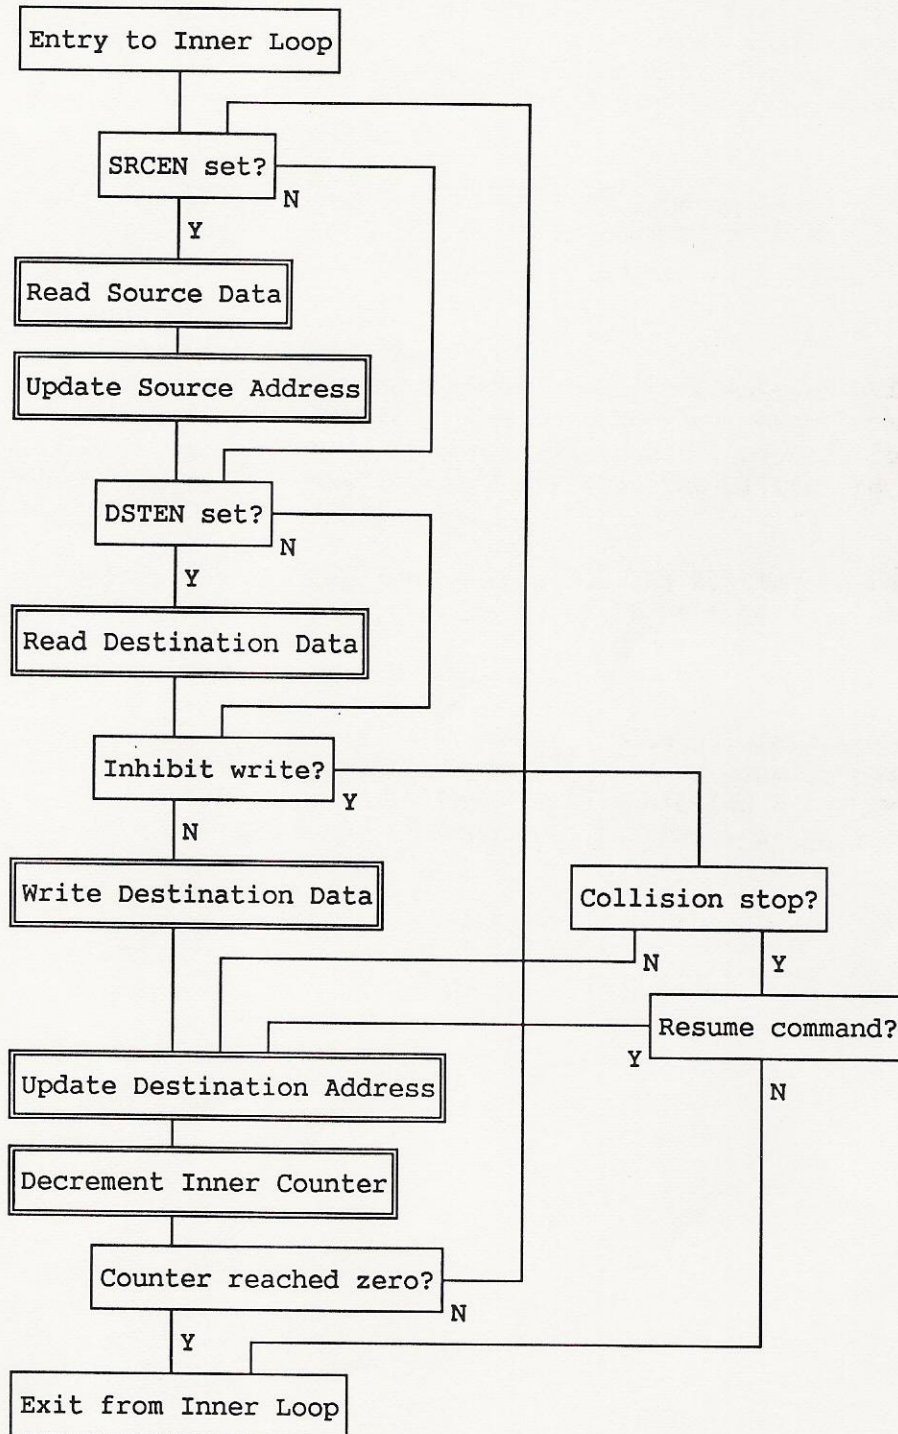 Entry to Inner Loop
SRCEN set?
N
Y
Read Source Data
Update Source Address
DSTEN set?
N
Y
Read Destination Data
Inhibit write?
Y
N
Write Destination Data
Collision stop?
N
Y
Resume command?
Y
N
Update Destination Address
Decrement Inner Counter
Counter reached zero?
N
Y
Exit from Inner Loop